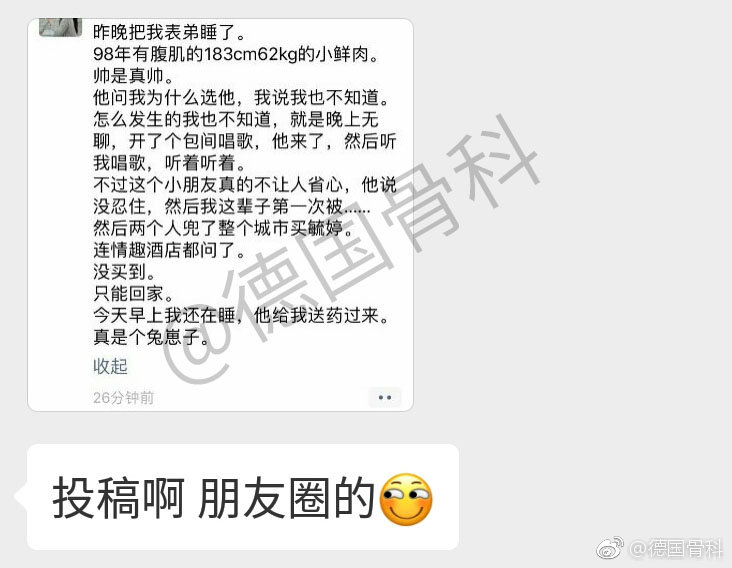 昨晚把我表弟睡了。
98年有腹肌的183cm62kg的小鲜肉。
帅是真帅。
他问我为什么选他，我说我也不知道。
怎么发生的我也不知道，就是晚上无
聊，开了个包间唱歌，他来了，然后听
我唱歌，听着听着。
不过这个小朋友真的不让人省心，他说
没忍住，然后我这辈子第一次被......
然后两个人兜了整个城市买毓婷。
连情趣酒店都问了。
没买到。
只能回家。
今天早上我还在睡，他给我送药过来。
真是个兔崽子。
收起
26分钟前
@德国骨科
投稿啊 朋友圈的
@德国骨科